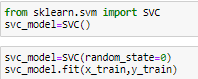 from sklearn.svm import SVC
svc_model=SVC()
svc_model=SVC(random_state=0)
svc_model.fit(x_train,y_train)